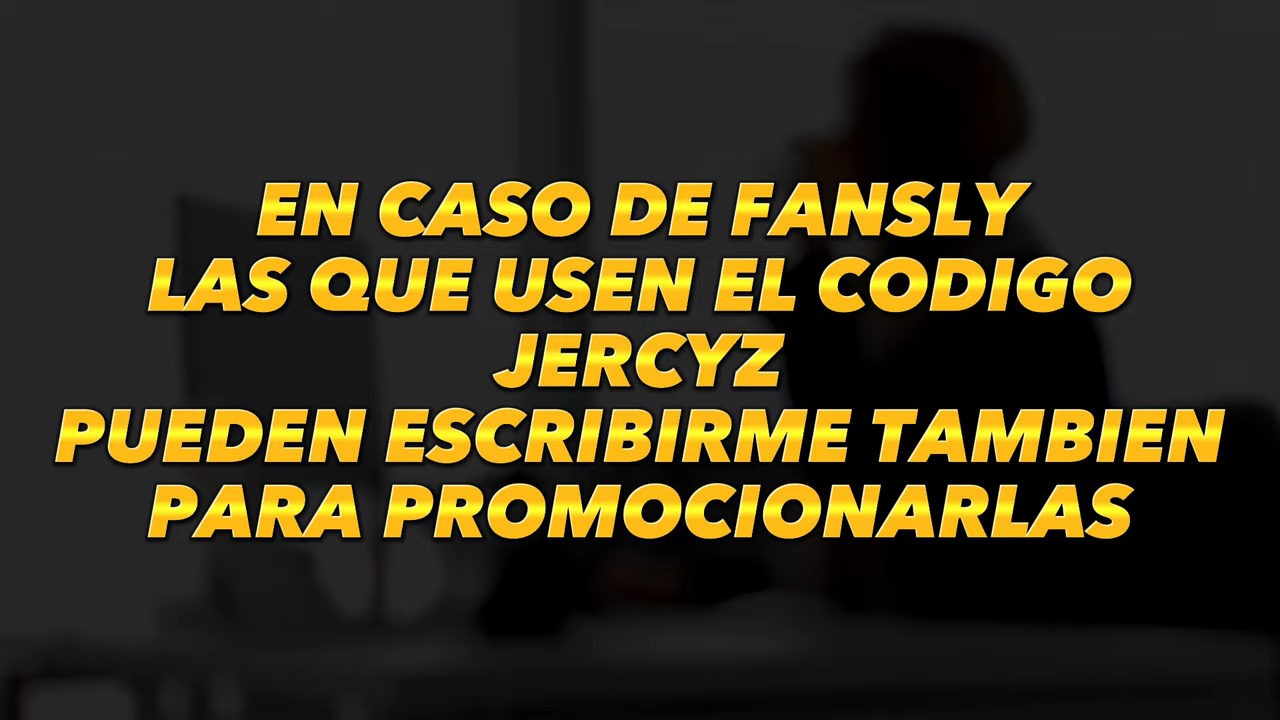 EN CASO DE FANSLY
LAS QUE USEN EL CODIGO
JERCYZ
PUEDEN ESCRIBIRME TAMBIEN
PARA PROMOCIONARLAS